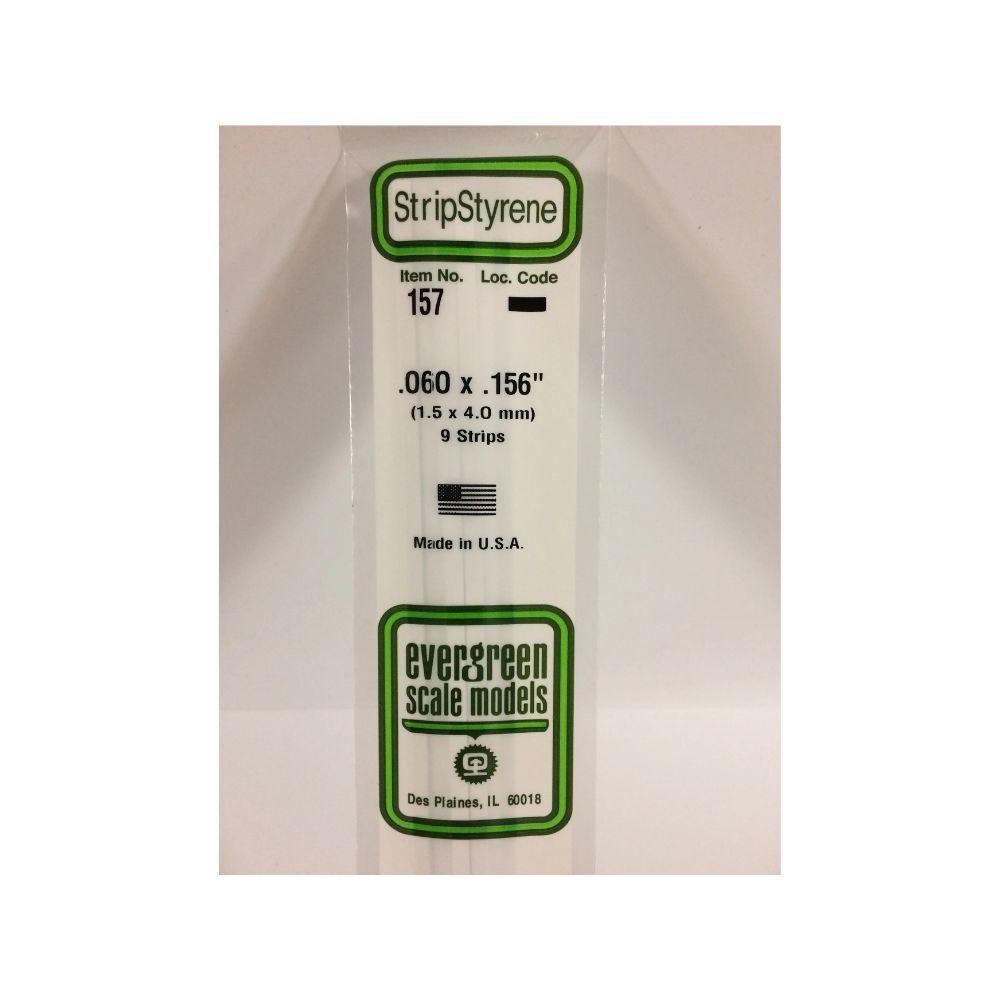 StripStyrene
Item No. Loc. Code
157
.060 x .156"
(1.5 x 4.0 mm)
9 Strips
Made in U.S.A.
evergreen
scale models
Des Plaines, IL 60018